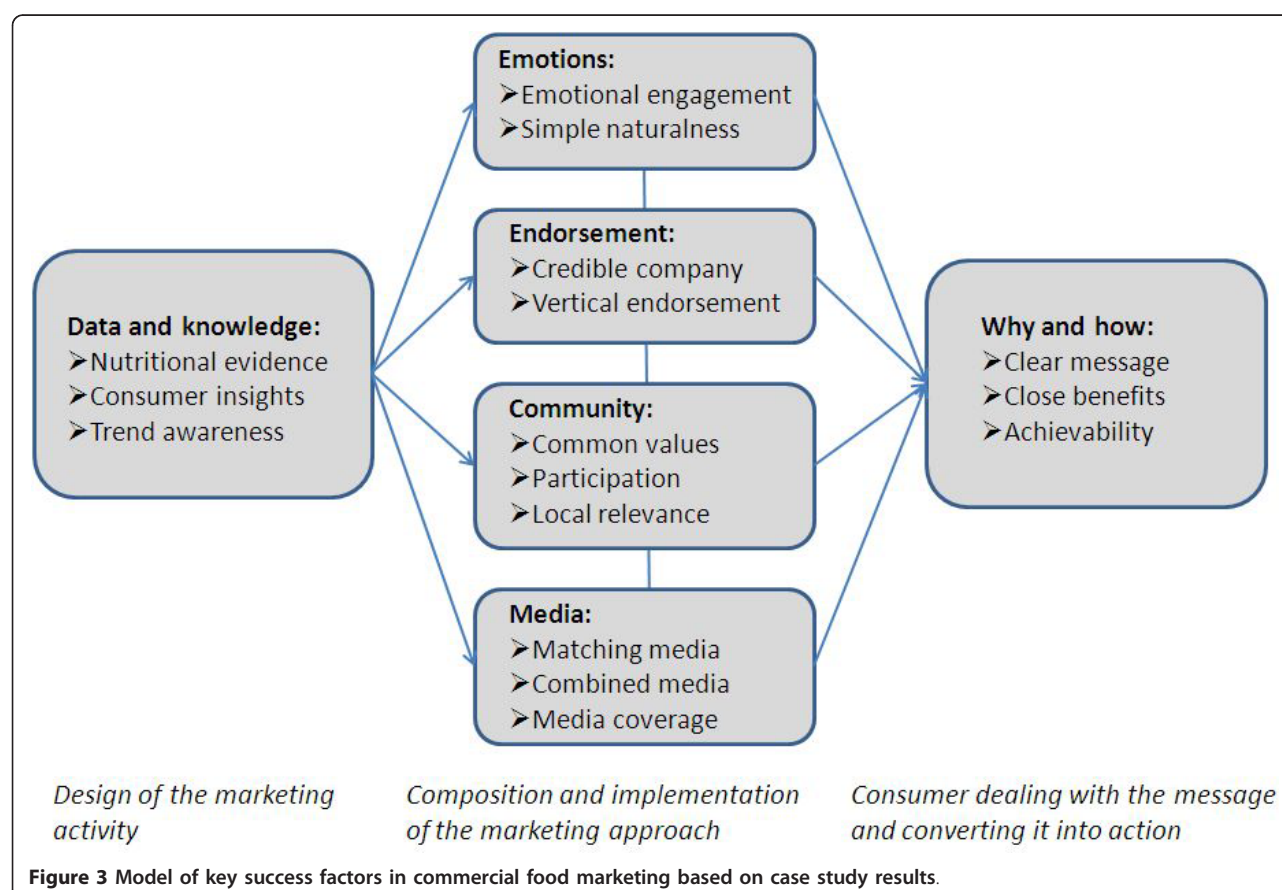 Emotions:
➤Emotional engagement
➤Simple naturalness
Endorsement:
➤Credible company
➤Vertical endorsement
Data and knowledge:
➤Nutritional evidence
➤Consumer insights
➤Trend awareness
Why and how:
➤Clear message
➤Close benefits
➤Achievability
Community:
➤Common values
➤Participation
➤Local relevance
Media:
➤Matching media
➤Combined media
➤Media coverage
Design of the marketing
activity
Composition and implementation
of the marketing approach
Consumer dealing with the message
and converting it into action
Figure 3 Model of key success factors in commercial food marketing based on case study results.